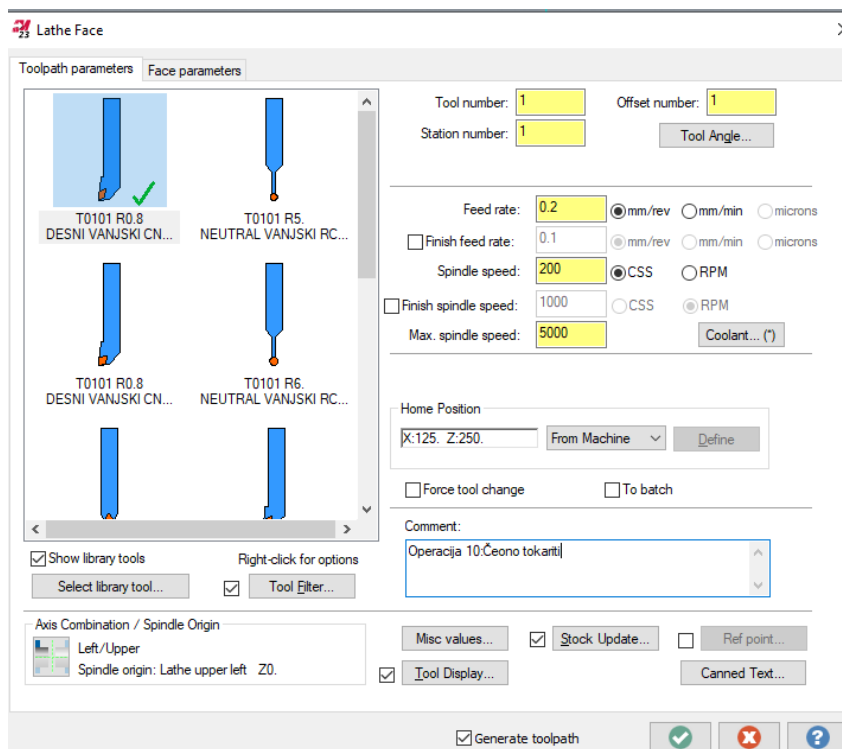 23 Lathe Face
Toolpath parameters Face parameters
T0101 R0.8
DESNI VANJSKI CN...
T0101 R5.
NEUTRAL VANJSKI RC...
T0101 R0.8
DESNI VANJSKI CN...
T0101 R6.
NEUTRAL VANJSKI RC...
Show library tools
Right-click for options
Select library tool...
Tool Filter...
Tool number: 1
Offset number: 1
Station number: 1
Tool Angle...
Feed rate: 0.2 mm/rev mm/min microns
Finish feed rate: 0.1 mm/rev mm/min microns
Spindle speed: 200 CSS RPM
Finish spindle speed: 1000 CSS RPM
Max. spindle speed: 5000
Coolant... (*)
Home Position
X:125. Z:250. From Machine Define
Force tool change
To batch
Comment:
Operacija 10:Čeono tokariti
Axis Combination / Spindle Origin
Left/Upper
Spindle origin: Lathe upper left Z0.
Misc values...
Stock Update...
Ref point...
Tool Display...
Canned Text...
Generate toolpath